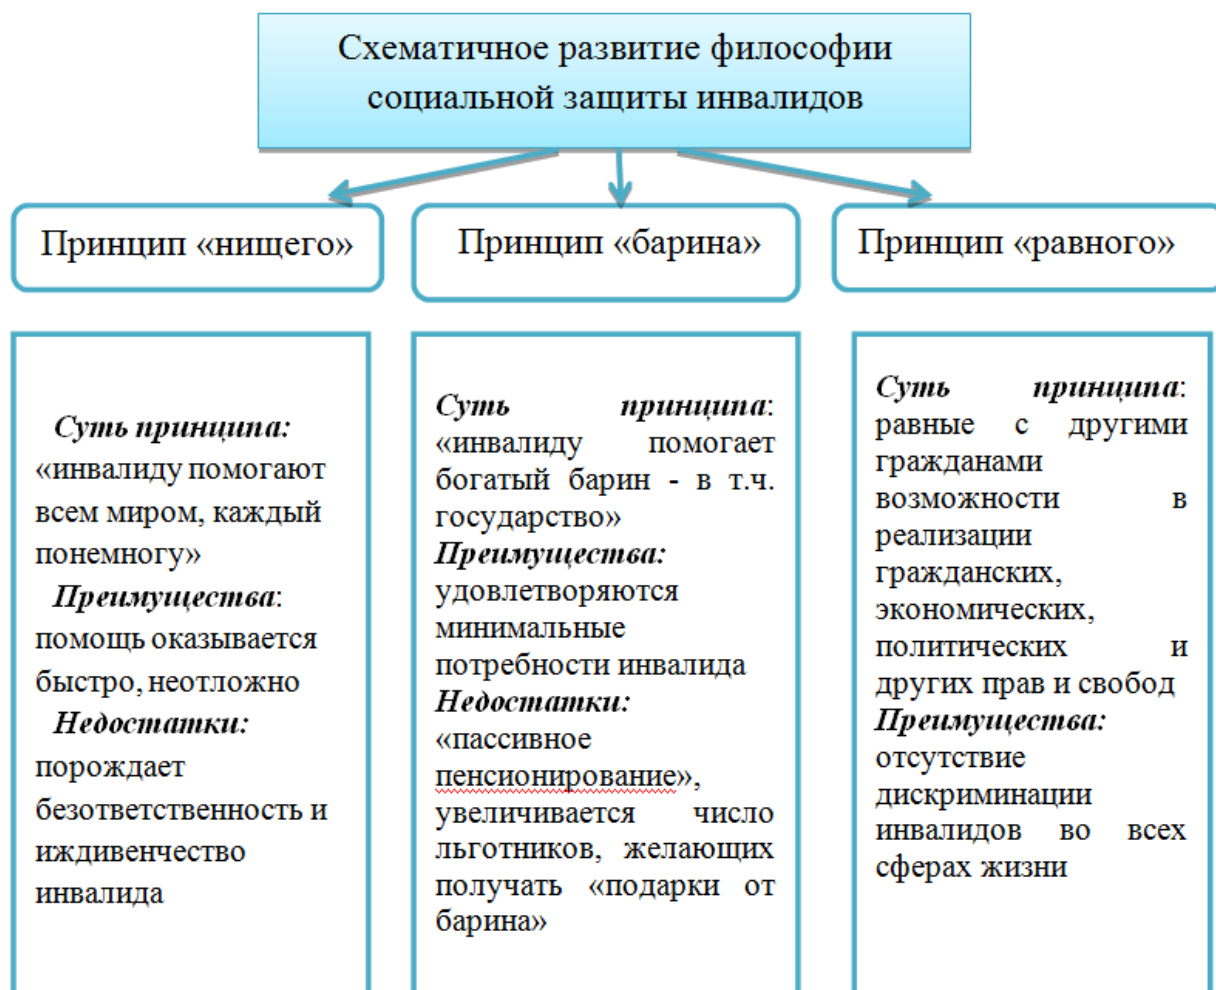 Схематичное развитие философии
социальной защиты инвалидов
Принцип «нищего»
Принцип «барина»
Принцип «равного»
Суть принципа:
«инвалиду помогают
всем миром, каждый
понемногу»
Преимущества:
помощь оказывается
быстро, неотложно
Недостатки:
порождает
безответственность и
иждивенчество
инвалида
Суть принципа:
«инвалиду помогает
богатый барин - в т.ч.
государство»
Преимущества:
удовлетворяются
минимальные
потребности инвалида
Недостатки:
«пассивное
пенсионирование»,
увеличивается число
льготников, желающих
получать «подарки от
барина»
Суть принципа:
равные с другими
гражданами
возможности в
реализации
гражданских,
экономических,
политических и
других прав и свобод
Преимущества:
отсутствие
дискриминации
инвалидов во всех
сферах жизни